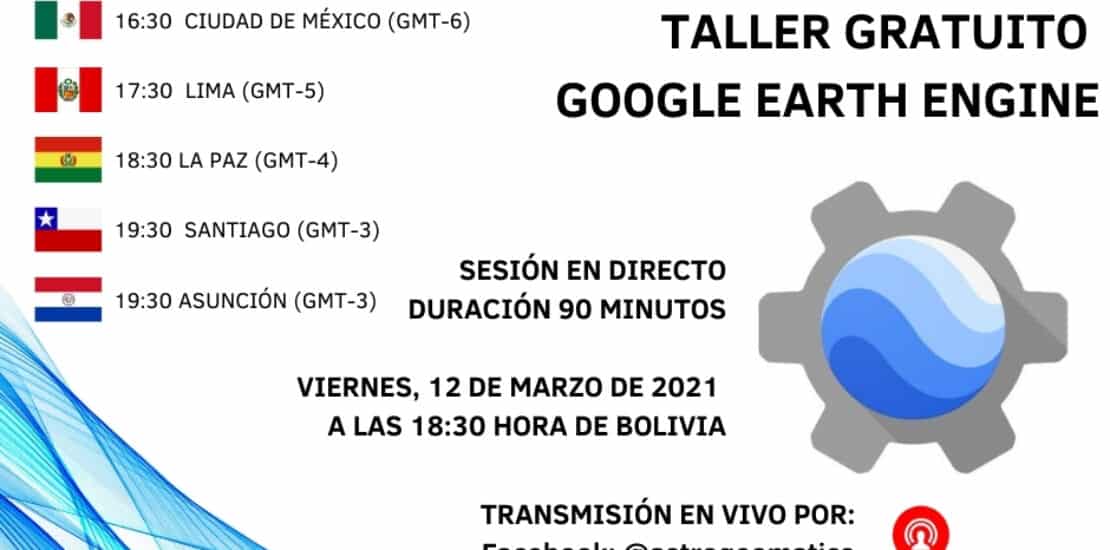 16:30 CIUDAD DE MÉXICO (GMT-6)
17:30 LIMA (GMT-5)
18:30 LA PAZ (GMT-4)
19:30 SANTIAGO (GMT-3)
19:30 ASUNCIÓN (GMT-3)
TALLER GRATUITO
GOOGLE EARTH ENGINE
SESIÓN EN DIRECTO
DURACIÓN 90 MINUTOS
VIERNES, 12 DE MARZO DE 2021
A LAS 18:30 HORA DE BOLIVIA
TRANSMISIÓN EN VIVO POR:
Facebook: @astrogeomatics